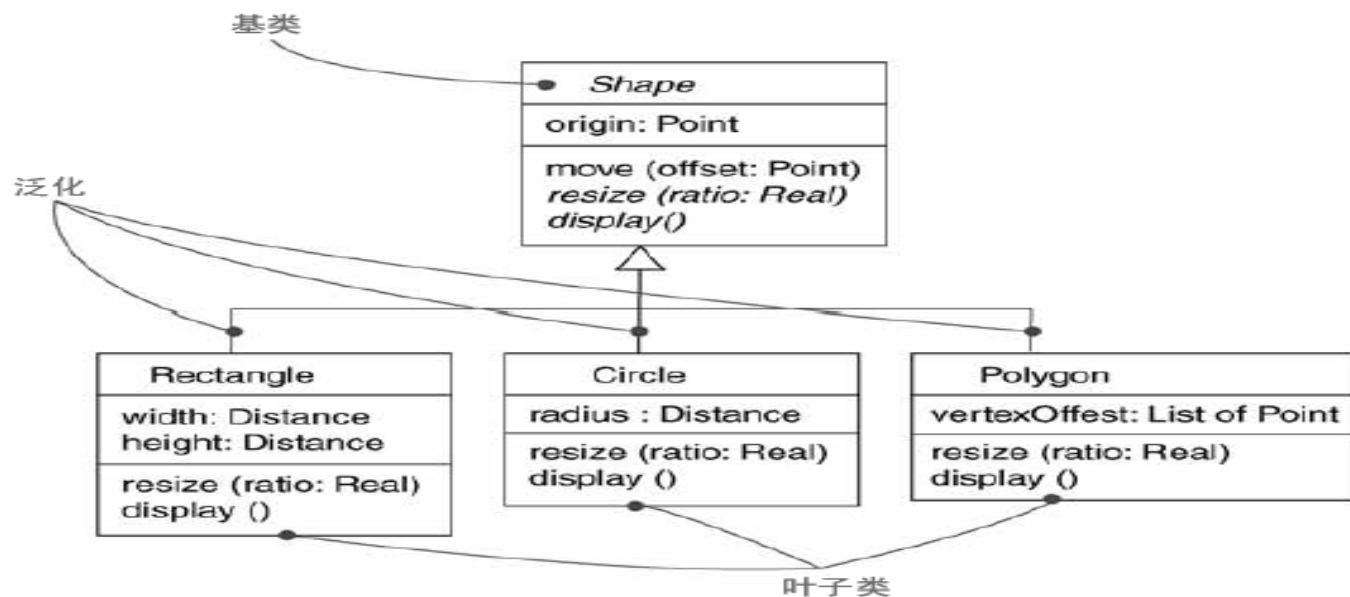 基类
Shape
origin: Point
move (offset: Point)
resize (ratio: Real)
display()
泛化
Rectangle
width: Distance
height: Distance
resize (ratio: Real)
display ()
Circle
radius : Distance
resize (ratio: Real)
display ()
Polygon
vertexOffest: List of Point
resize (ratio: Real)
display ()
叶子类